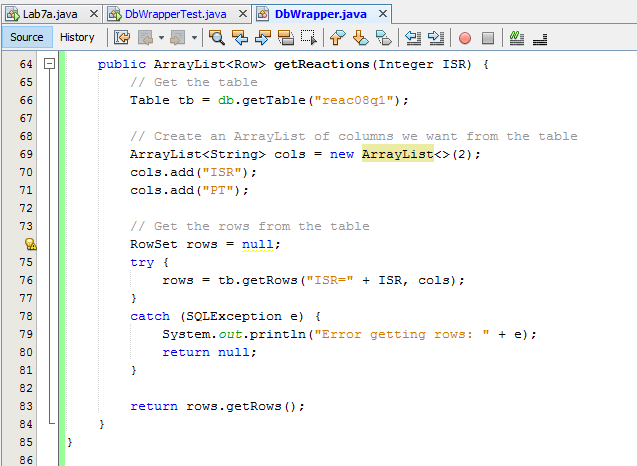 Lab7a.java DbWrapperTest.java DbWrapper.java
Source History
64 public ArrayList<Row> getReactions(Integer ISR) {
65 // Get the table
66 Table tb = db.getTable("reac08q1");
67
68 // Create an ArrayList of columns we want from the table
69 ArrayList<String> cols = new ArrayList<>(2);
70 cols.add("ISR");
71 cols.add("PT");
72
73 // Get the rows from the table
RowSet rows = null;
75 try {
76 rows = tb.getRows("ISR=" + ISR, cols);
77 }
78 catch (SQLException e) {
79 System.out.println("Error getting rows: " + e);
80 return null;
81 }
82
83 return rows.getRows();
84 }
85 }
86